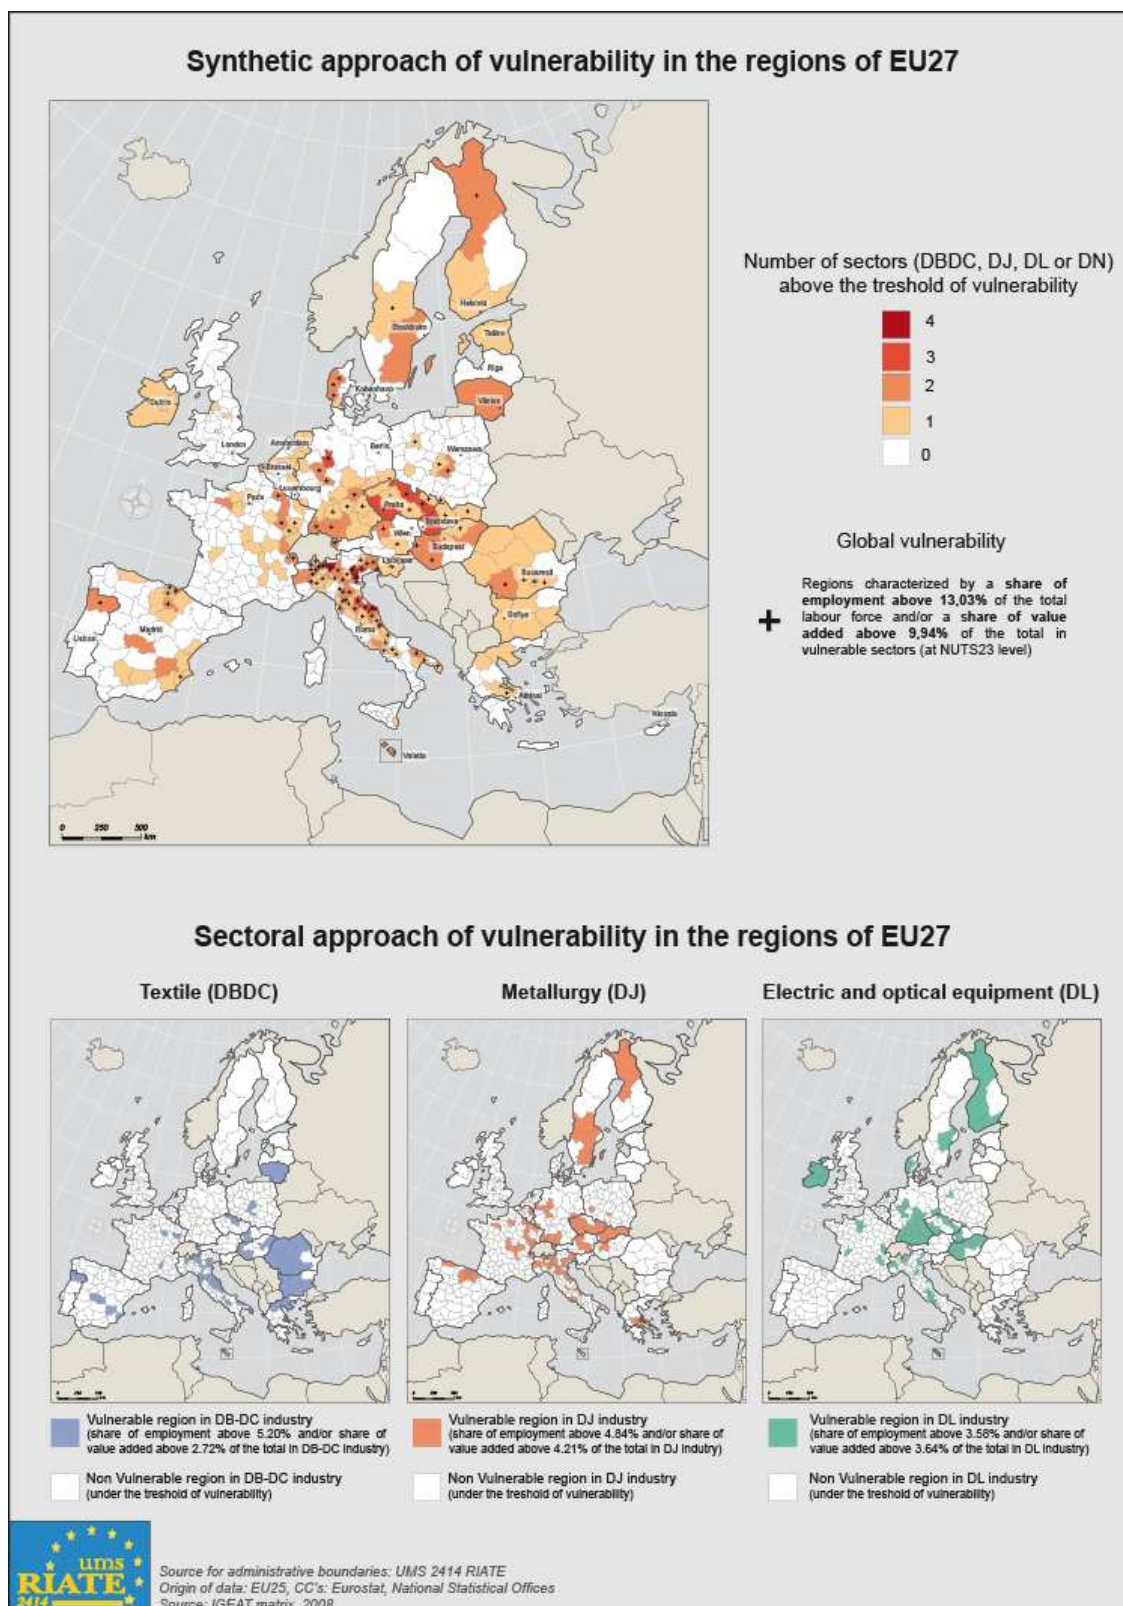 Synthetic approach of vulnerability in the regions of EU27
Helsinki
Stockholm
Tallinn
Riga
Dublin
København
Vilnius
London
Amsterdam
Berlin
Warszawa
Luxembourg
Paris
Praha
Bratislava
Wien
Budapest
Ljubljana
Bucuresti
Sofiya
Madrid
Lisboa
Roma
Athinai
Nicosia
Valetta
0 250 500
km
Number of sectors (DBDC, DJ, DL or DN)
above the treshold of vulnerability
4
3
2
1
0
Global vulnerability
+
Regions characterized by a share of
employment above 13,03% of the total
labour force and/or a share of value
added above 9,94% of the total in
vulnerable sectors (at NUTS23 level)
Sectoral approach of vulnerability in the regions of EU27
Textile (DBDC)
Metallurgy (DJ)
Electric and optical equipment (DL)
Vulnerable region in DB-DC industry
(share of employment above 5.20% and/or share of
value added above 2.72% of the total in DB-DC industry)
Non Vulnerable region in DB-DC industry
(under the treshold of vulnerability)
Vulnerable region in DJ industry
(share of employment above 4.84% and/or share of
value added above 4.21% of the total in DJ indutry)
Non Vulnerable region in DJ industry
(under the treshold of vulnerability)
Vulnerable region in DL industry
(share of employment above 3.58% and/or share of
value added above 3.64% of the total in DL industry)
Non Vulnerable region in DL industry
(under the treshold of vulnerability)
ums
RIATE
2414
Source for administrative boundaries: UMS 2414 RIATE
Origin of data: EU25, CC's: Eurostat, National Statistical Offices
Source: IGEAT matrix, 2008